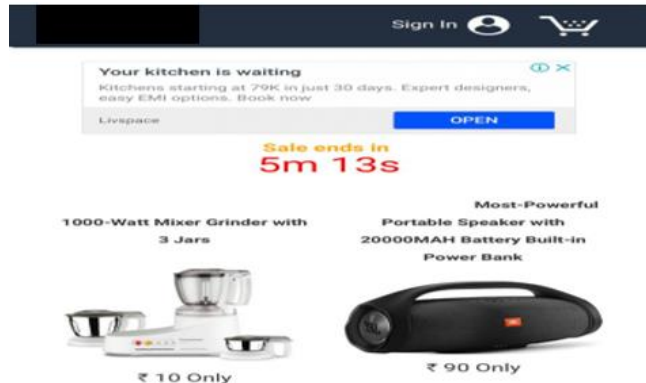 Sign In
Your kitchen is waiting
Kitchens starting at 79K in just 30 days. Expert designers,
easy EMI options. Book now
Livspace
OPEN
Sale ends in
5m 13s
1000-Watt Mixer Grinder with
3 Jars
₹ 10 Only
Most-Powerful
Portable Speaker with
20000MAH Battery Built-in
Power Bank
JBL
₹ 90 Only